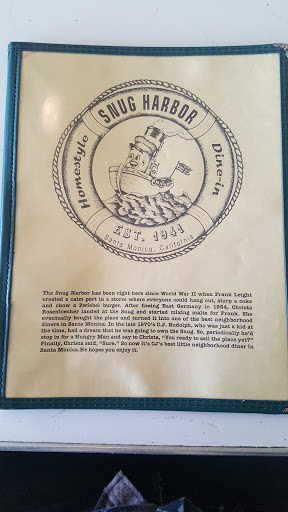 SNUG HARBOR
Homestyle
Dine-in
EST. 1941
Santa Monica, California
The Snug Harbor has been right here since World War II when Frank Leight
created a calm port in a storm where everyone could hang out, slurp a coke
and chow a Zwiebel burger. After fleeing East Germany in 1954, Christa
Rosenloecher landed at the Snug and started mixing malts for Frank. She
eventually bought the place and turned it into one of the best neighborhood
diners in Santa Monica. In the late 1970's C.J. Rudolph, who was just a kid at
the time, had a dream that he was going to own the Snug. So, periodically he'd
stop in for a Hungry Man and say to Christa, "You ready to sell the place yet?"
Finally, Christa said, "Sure." So now it's CJ's best little neighborhood diner in
Santa Monica. He hopes you enjoy it.